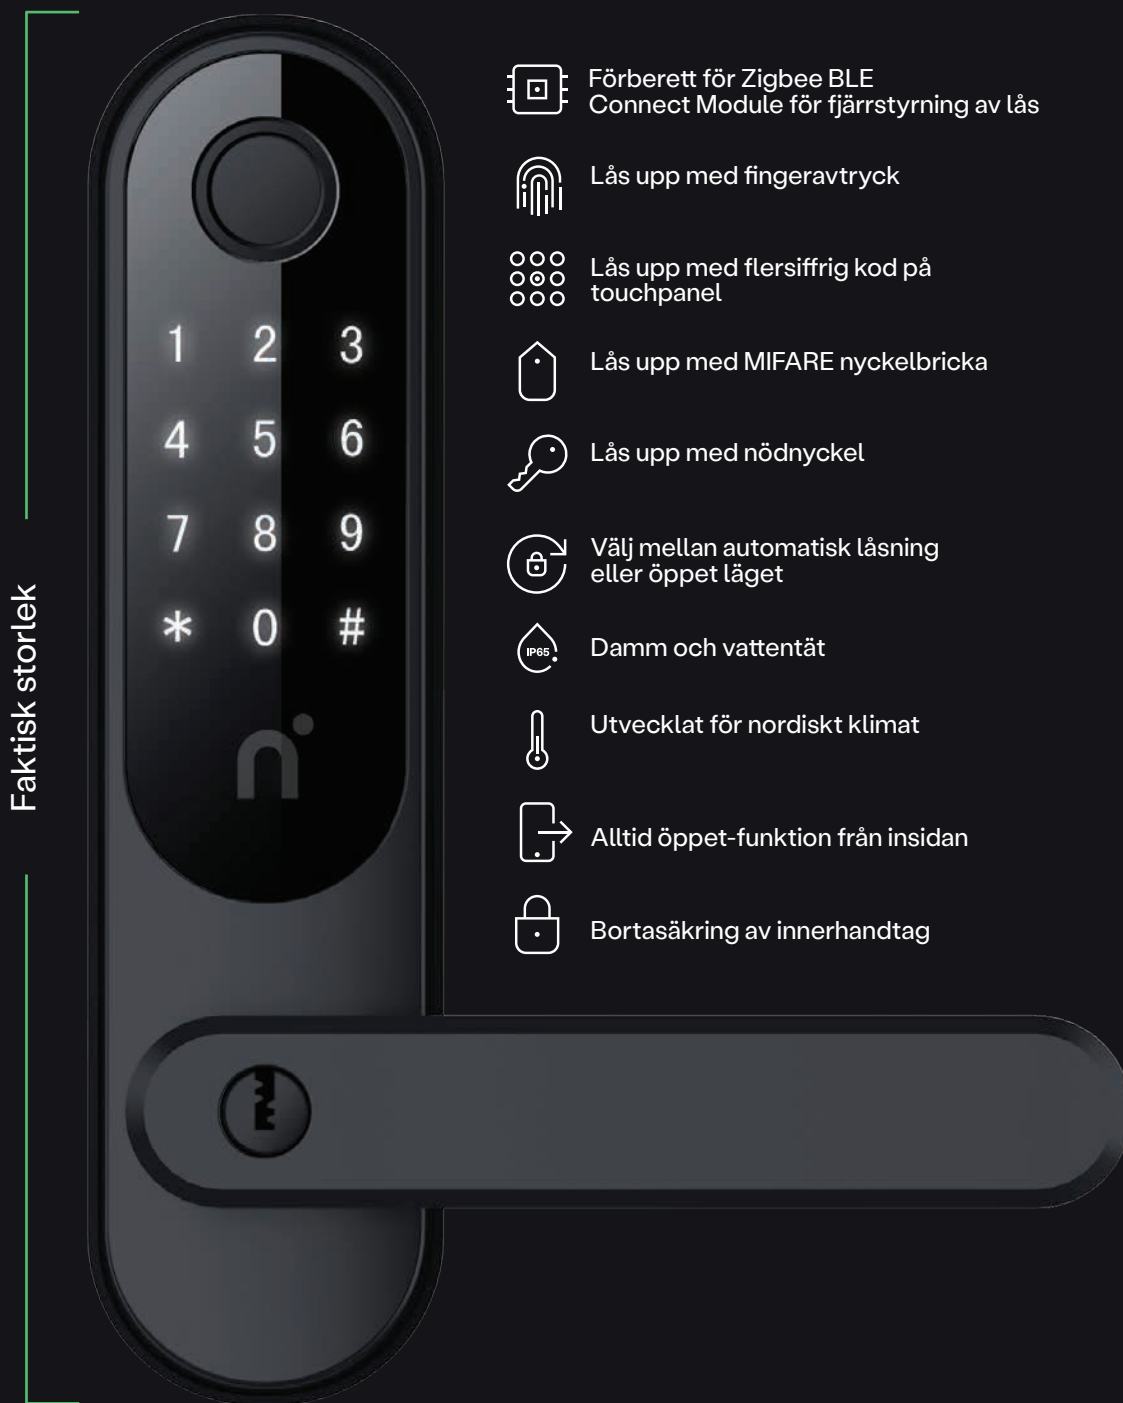 Förberett för Zigbee BLE
Connect Module för fjärrstyrning av lås
Lås upp med fingeravtryck
Lås upp med flersiffrig kod på
touchpanel
Lås upp med MIFARE nyckelbricka
Lås upp med nödnyckel
Välj mellan automatisk låsning
eller öppet läget
IP65
Damm och vattentät
Utvecklat för nordiskt klimat
Alltid öppet-funktion från insidan
Bortasäkring av innerhandtag
Faktisk storlek
1 2 3
4 5 6
7 8 9
* 0 #
n